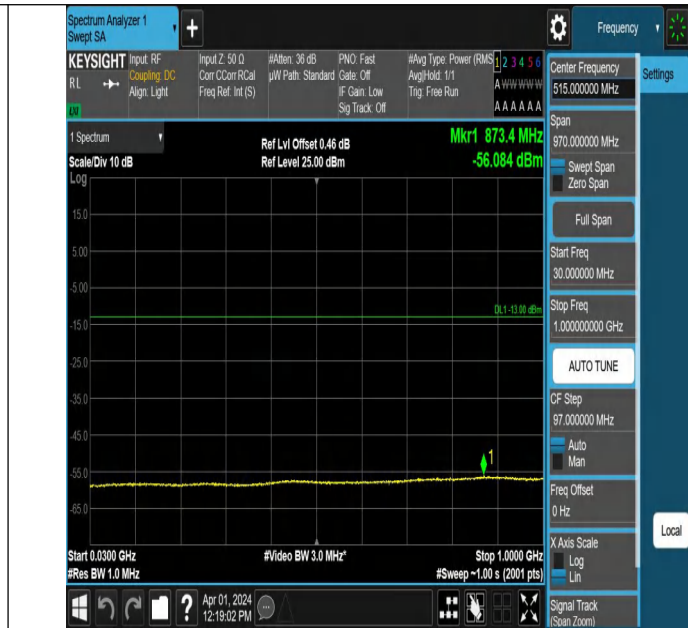 Spectrum Analyzer 1
Swept SA
+
Frequency
KEYSIGHT
RL
LXI
Input: RF
Coupling: DC
Align: Light
Input Z: 50 Ω
Corr CCorr RCal
Freq Ref: Int (S)
#Atten: 36 dB
µW Path: Standard
PNO: Fast
Gate: Off
IF Gain: Low
Sig Track: Off
#Avg Type: Power (RMS
Avg|Hold: 1/1
Trig: Free Run
1 2 3 4 5 6
A W W W W W
A A A A A A
1 Spectrum
Scale/Div 10 dB
Ref Lvl Offset 0.46 dB
Ref Level 25.00 dBm
Mkr1 873.4 MHz
-56.084 dBm
Log
15.0
5.00
-5.00
-15.0
-25.0
-35.0
-45.0
-55.0
-65.0
DL1 -13.00 dBm
1
Start 0.0300 GHz
#Res BW 1.0 MHz
#Video BW 3.0 MHz*
Stop 1.0000 GHz
#Sweep ~1.00 s (2001 pts)
Center Frequency
515.000000 MHz
Settings
Span
970.000000 MHz
Swept Span
Zero Span
Full Span
Start Freq
30.000000 MHz
Stop Freq
1.000000000 GHz
AUTO TUNE
CF Step
97.000000 MHz
Auto
Man
Freq Offset
0 Hz
X Axis Scale
Log
Lin
Local
Signal Track
(Span Zoom)
?
Apr 01, 2024
12:19:02 PM